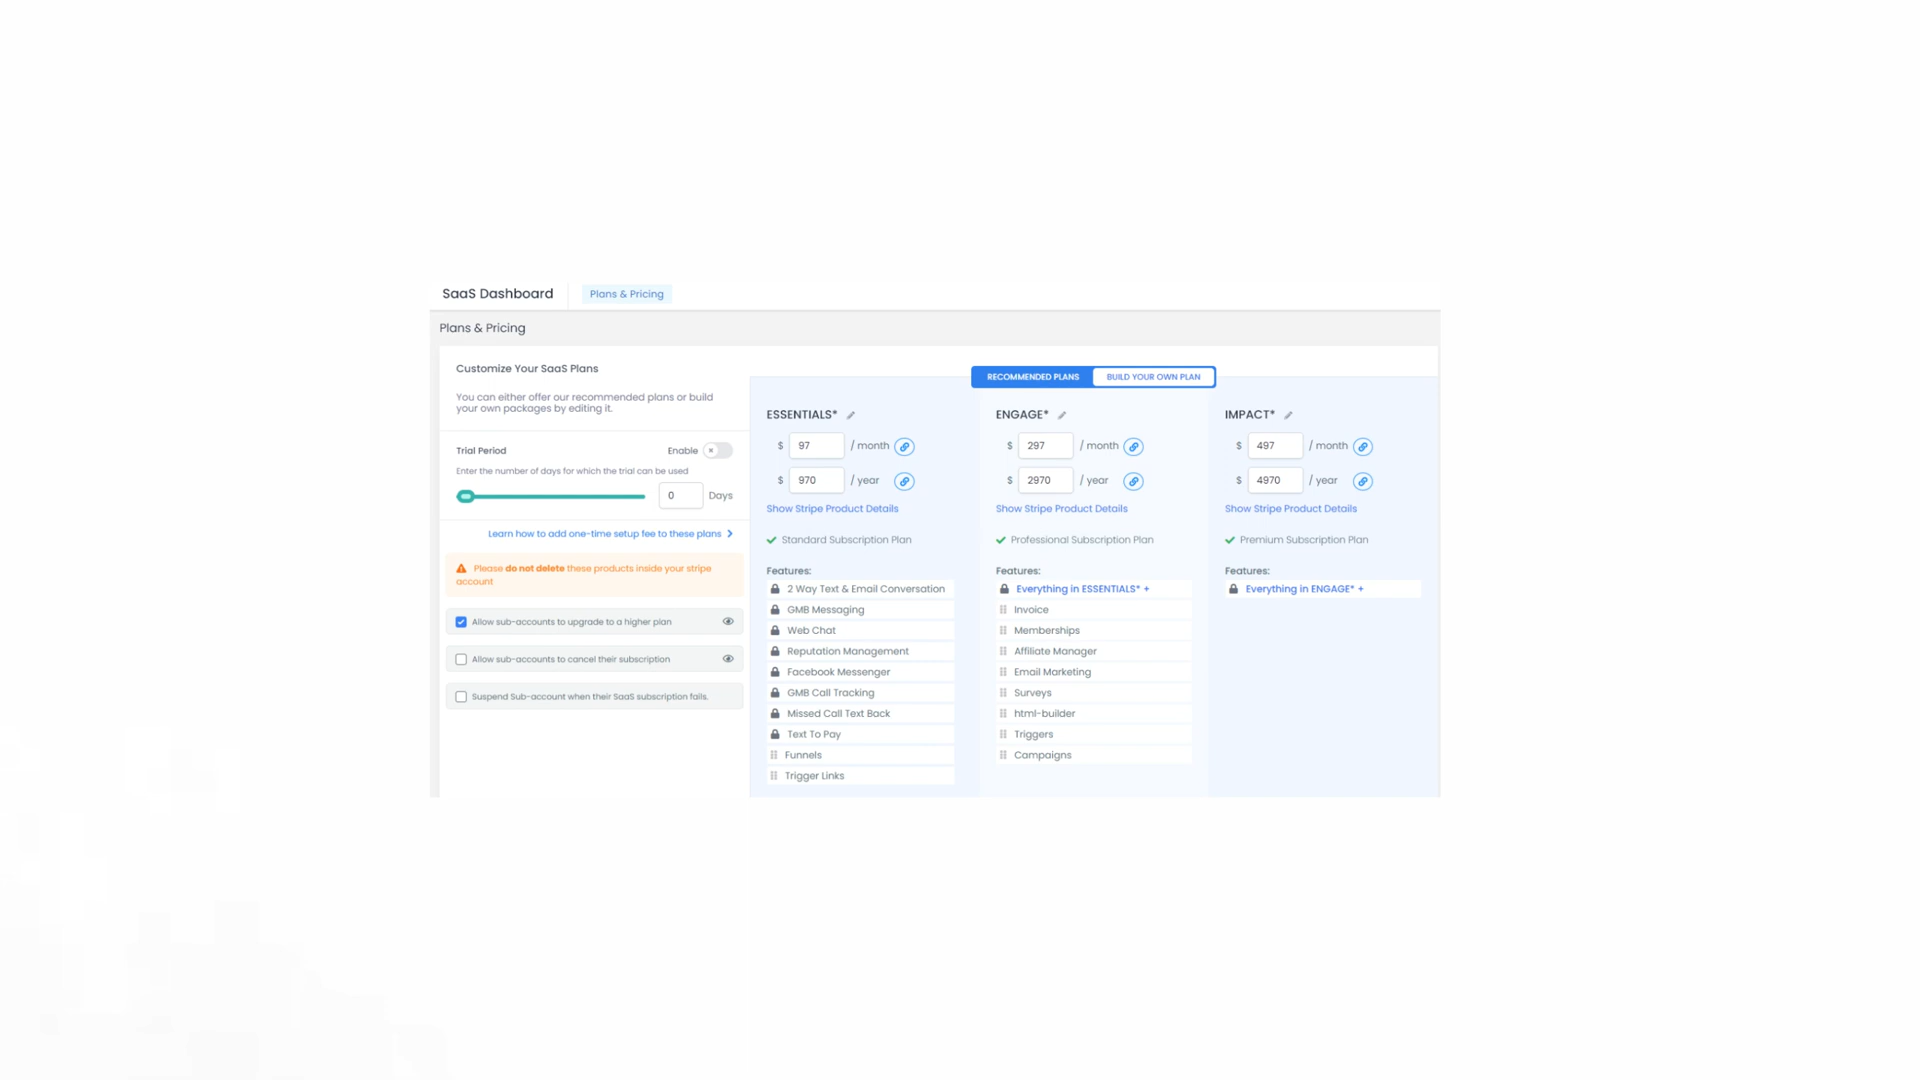 SaaS Dashboard
Plans & Pricing
Plans & Pricing
Customize Your SaaS Plans
You can either offer our recommended plans or build
your own packages by editing it.
Trial Period
Enable
Enter the number of days for which the trial can be used
0
Days
Learn how to add one-time setup fee to these plans
Please do not delete these products inside your stripe
account
Allow sub-accounts to upgrade to a higher plan
Allow sub-accounts to cancel their subscription
Suspend Sub-account when their SaaS subscription fails.
RECOMMENDED PLANS
BUILD YOUR OWN PLAN
ESSENTIALS*
$ 97 / month
$ 970 / year
Show Stripe Product Details
Standard Subscription Plan
Features:
2 Way Text & Email Conversation
GMB Messaging
Web Chat
Reputation Management
Facebook Messenger
GMB Call Tracking
Missed Call Text Back
Text To Pay
Funnels
Trigger Links
ENGAGE*
$ 297 / month
$ 2970 / year
Show Stripe Product Details
Professional Subscription Plan
Features:
Everything in ESSENTIALS* +
Invoice
Memberships
Affiliate Manager
Email Marketing
Surveys
html-builder
Triggers
Campaigns
IMPACT*
$ 497 / month
$ 4970 / year
Show Stripe Product Details
Premium Subscription Plan
Features:
Everything in ENGAGE* +